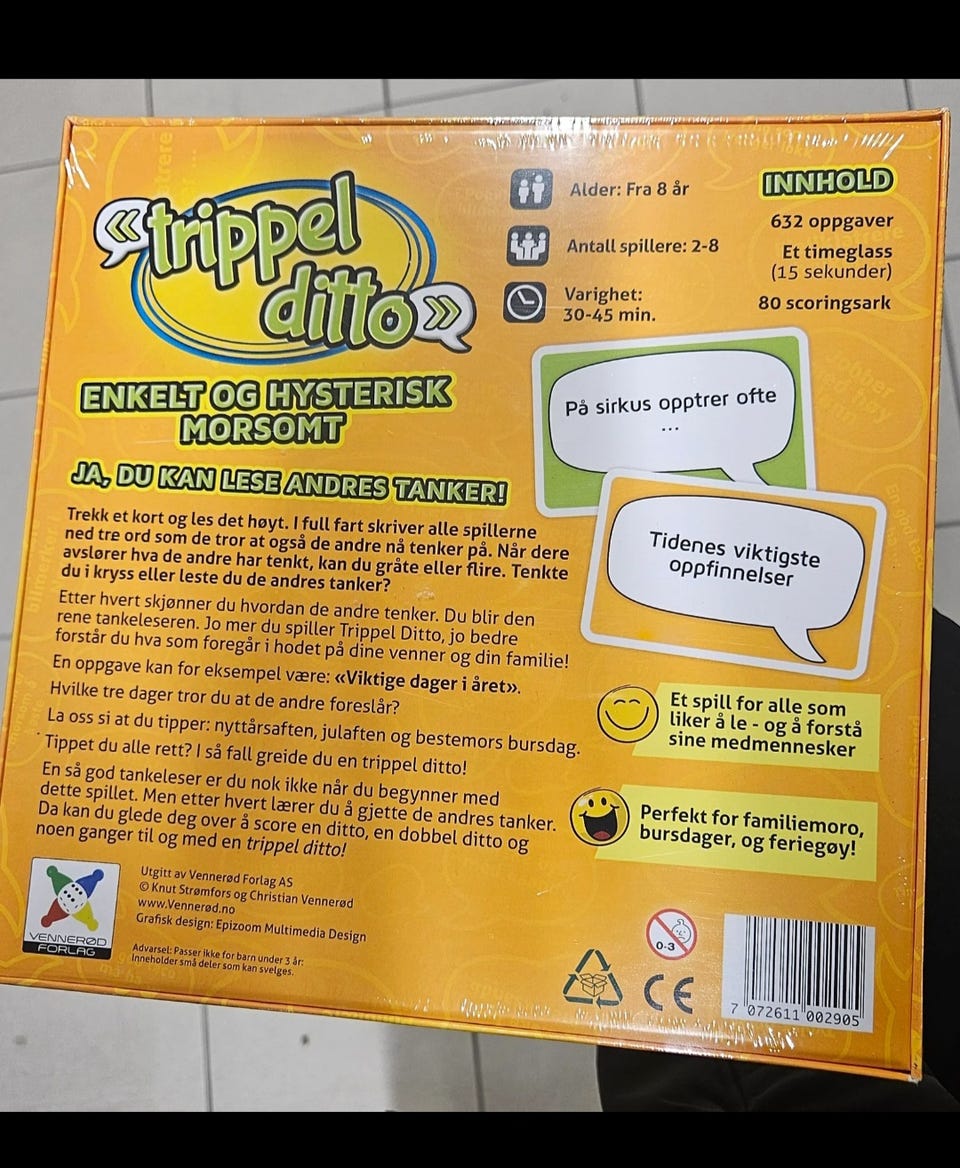 «trippel
ditto»
ENKELT OG HYSTERISK
MORSOMT
JA, DU KAN LESE ANDRES TANKER!
Trekk et kort og les det høyt. I full fart skriver alle spillerne
ned tre ord som de tror at også de andre nå tenker på. Når dere
avslører hva de andre har tenkt, kan du gråte eller flire. Tenkte
du i kryss eller leste du de andres tanker?
Etter hvert skjønner du hvordan de andre tenker. Du blir den
rene tankeleseren. Jo mer du spiller Trippel Ditto, jo bedre
forstår du hva som foregår i hodet på dine venner og din familie!
En oppgave kan for eksempel være: «Viktige dager i året».
Hvilke tre dager tror du at de andre foreslår?
La oss si at du tipper: nyttårsaften, julaften og bestemors bursdag.
Tippet du alle rett? I så fall greide du en trippel ditto!
En så god tankeleser er du nok ikke når du begynner med
dette spillet. Men etter hvert lærer du å gjette de andres tanker.
Da kan du glede deg over å score en ditto, en dobbel ditto og
noen ganger til og med en trippel ditto!
Alder: Fra 8 år
Antall spillere: 2-8
Varighet:
30-45 min.
INNHOLD
632 oppgaver
Et timeglass
(15 sekunder)
80 scoringsark
På sirkus opptrer ofte
...
Tidenes viktigste
oppfinnelser
Et spill for alle som
liker å le - og å forstå
sine medmennesker
Perfekt for familiemoro,
bursdager, og feriegøy!
VENNERØD
FORLAG
Utgitt av Vennerød Forlag AS
© Knut Strømfors og Christian Vennerød
www.Vennerød.no
Grafisk design: Epizoom Multimedia Design
Advarsel: Passer ikke for barn under 3 år:
Inneholder små deler som kan svelges.
0-3
CE
7 072611 002905